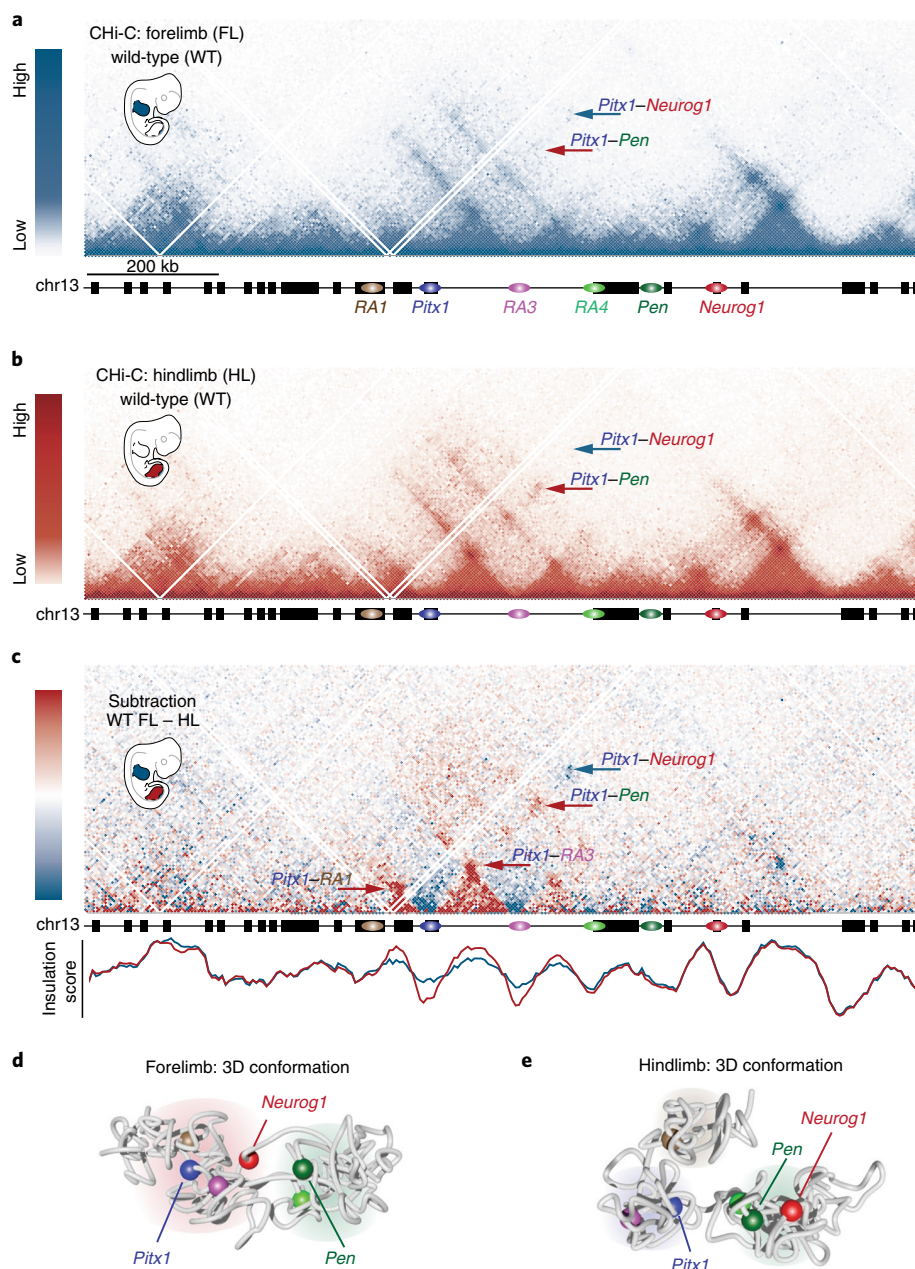 a
CHi-C: forelimb (FL)
wild-type (WT)
High
Low
Pitx1–Neurog1
Pitx1–Pen
200 kb
chr13
RA1
Pitx1
RA3
RA4
Pen
Neurog1
b
CHi-C: hindlimb (HL)
wild-type (WT)
High
Low
Pitx1–Neurog1
Pitx1–Pen
chr13
c
Subtraction
WT FL – HL
Pitx1–Neurog1
Pitx1–Pen
Pitx1–RA3
Pitx1–RA1
chr13
Insulation
score
d
Forelimb: 3D conformation
Neurog1
Pitx1
Pen
e
Hindlimb: 3D conformation
Neurog1
Pen
Pitx1